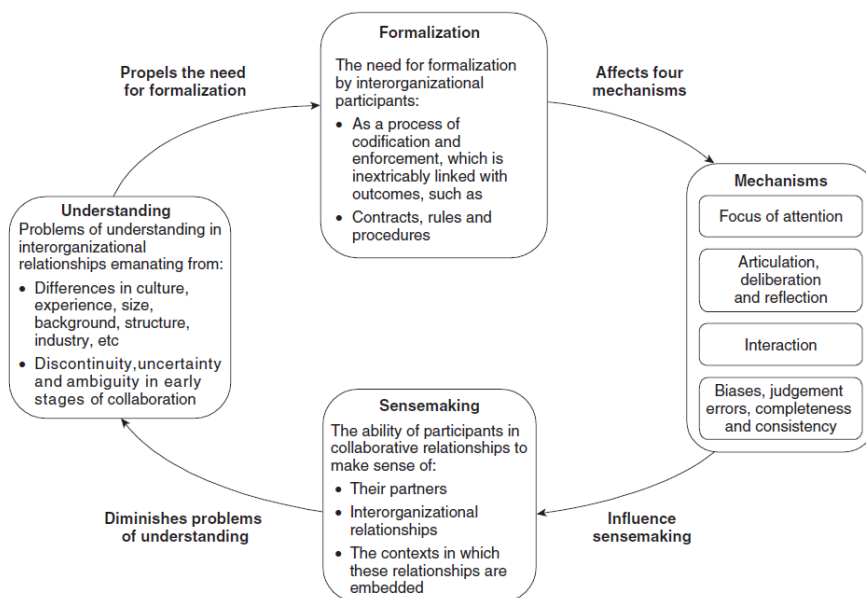 Formalization
The need for formalization
by interorganizational
participants:
• As a process of
codification and
enforcement, which is
inextricably linked with
outcomes, such as
• Contracts, rules and
procedures
Affects four
mechanisms
Mechanisms
Focus of attention
Articulation,
deliberation
and reflection
Interaction
Biases, judgement
errors, completeness
and consistency
Influence
sensemaking
Sensemaking
The ability of participants in
collaborative relationships to
make sense of:
• Their partners
• Interorganizational
relationships
• The contexts in which
these relationships are
embedded
Diminishes problems
of understanding
Understanding
Problems of understanding in
interorganizational
relationships emanating from:
• Differences in culture,
experience, size,
background, structure,
industry, etc
• Discontinuity,uncertainty
and ambiguity in early
stages of collaboration
Propels the need
for formalization